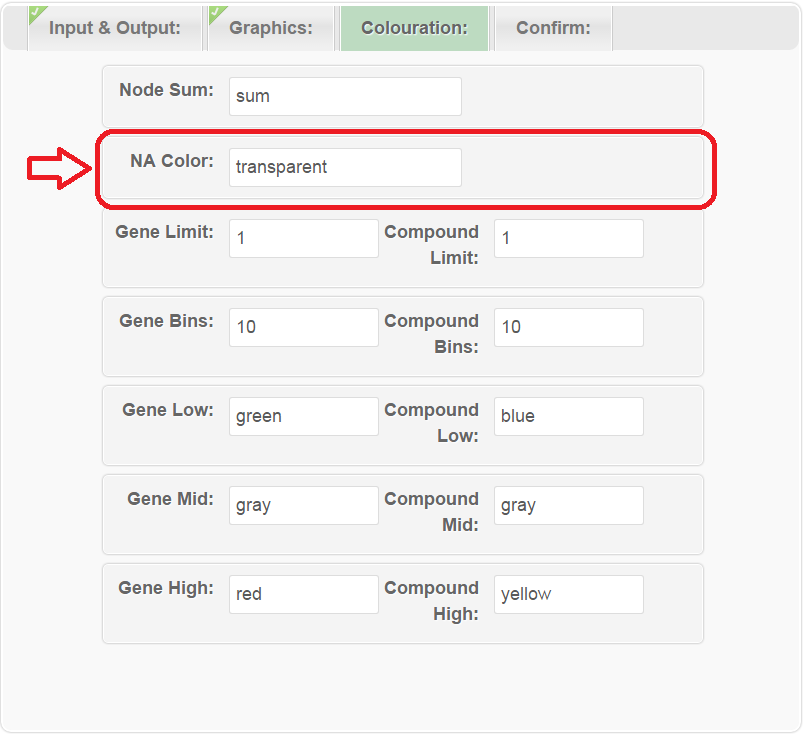 Input & Output: Graphics: Colouration: Confirm:
Node Sum: sum
NA Color: transparent
Gene Limit: 1 Compound Limit: 1
Gene Bins: 10 Compound Bins: 10
Gene Low: green Compound Low: blue
Gene Mid: gray Compound Mid: gray
Gene High: red Compound High: yellow